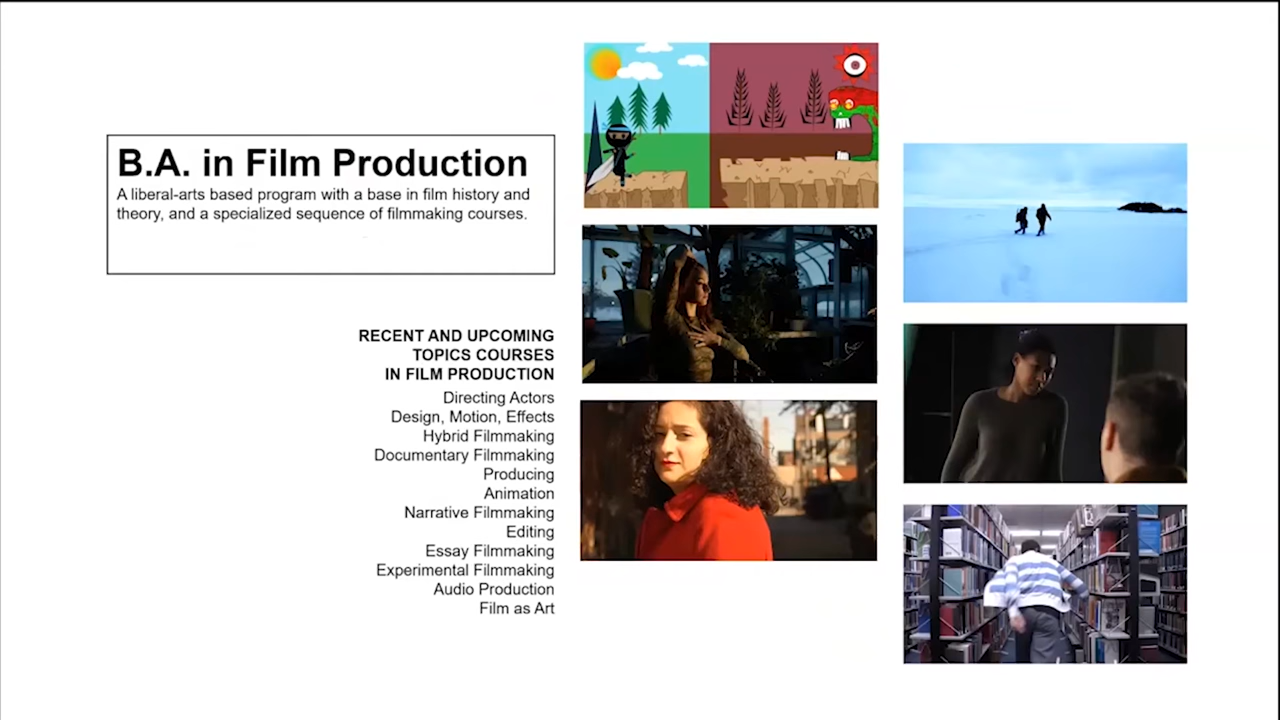 B.A. in Film Production
A liberal-arts based program with a base in film history and
theory, and a specialized sequence of filmmaking courses.
RECENT AND UPCOMING
TOPICS COURSES
IN FILM PRODUCTION
Directing Actors
Design, Motion, Effects
Hybrid Filmmaking
Documentary Filmmaking
Producing
Animation
Narrative Filmmaking
Editing
Essay Filmmaking
Experimental Filmmaking
Audio Production
Film as Art